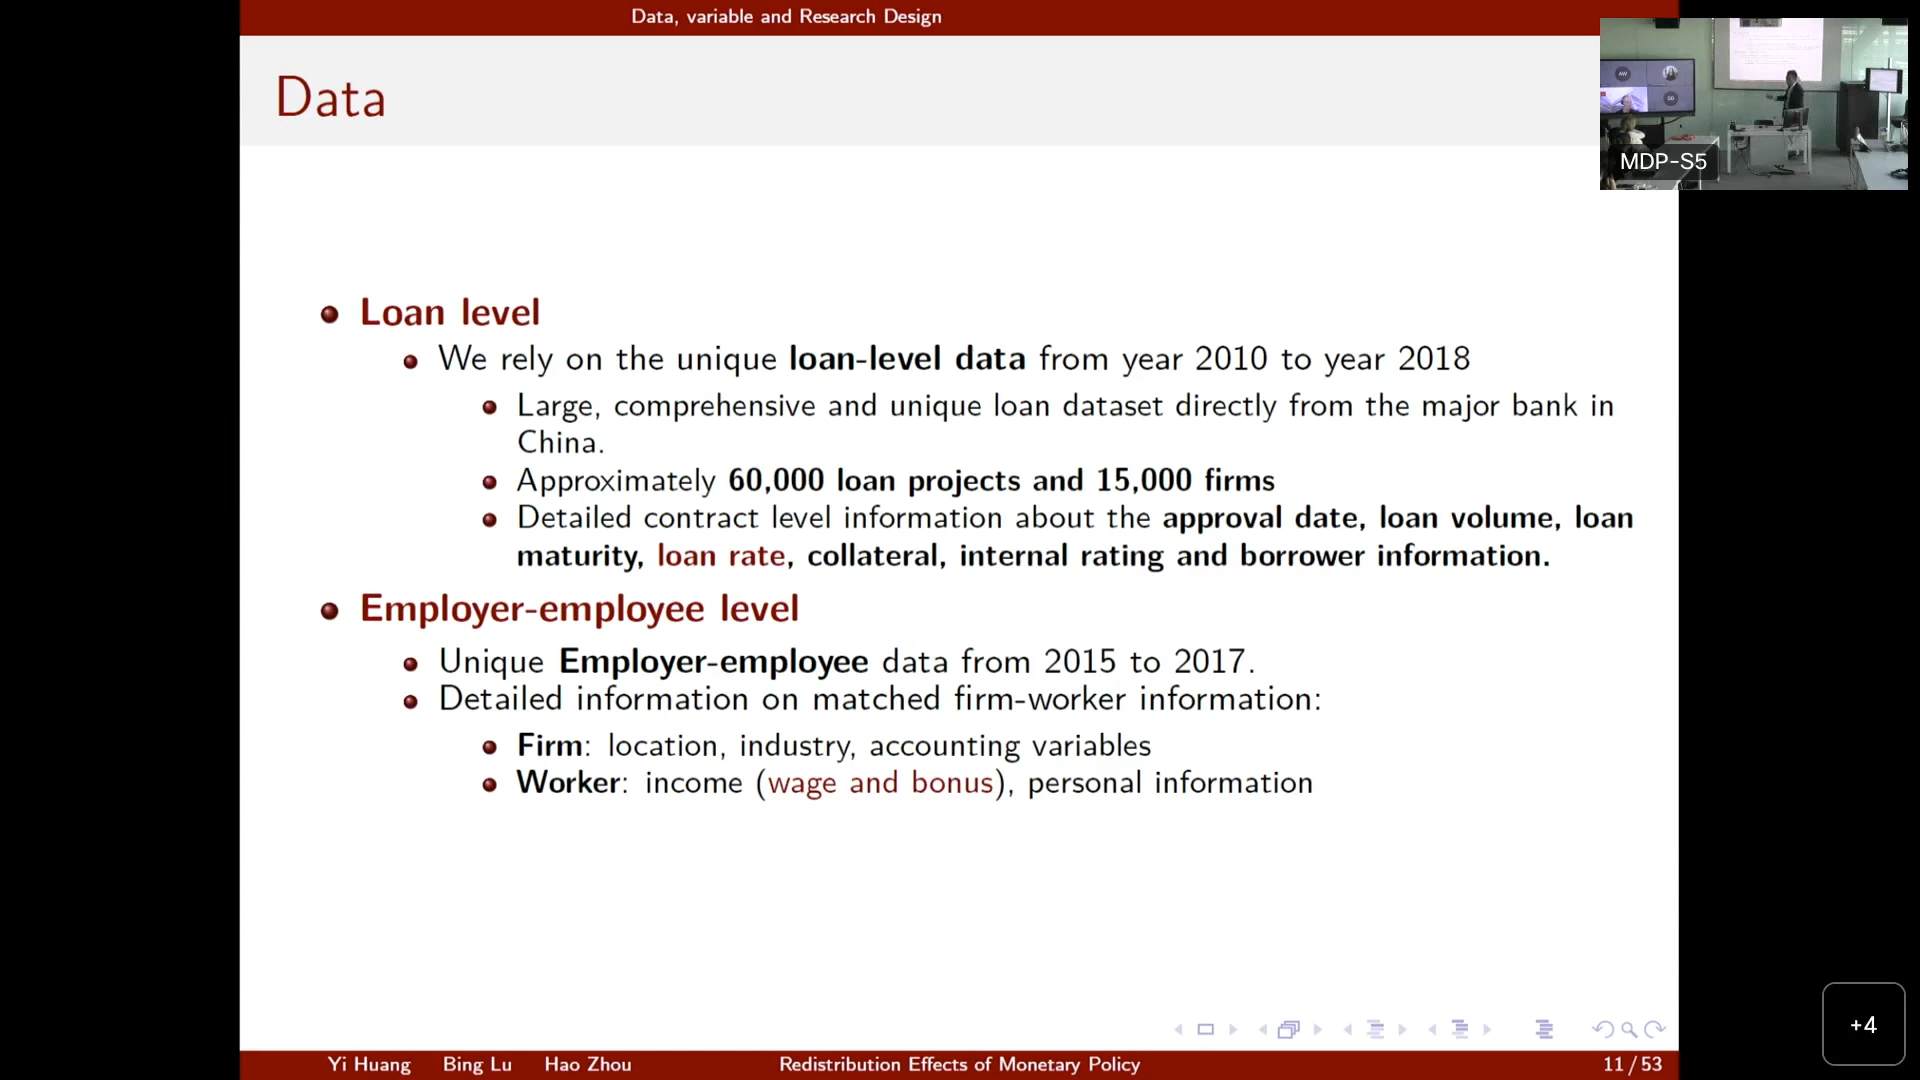 Data, variable and Research Design
Data
Loan level
We rely on the unique loan-level data from year 2010 to year 2018
Large, comprehensive and unique loan dataset directly from the major bank in
China.
Approximately 60,000 loan projects and 15,000 firms
Detailed contract level information about the approval date, loan volume, loan
maturity, loan rate, collateral, internal rating and borrower information.
Employer-employee level
Unique Employer-employee data from 2015 to 2017.
Detailed information on matched firm-worker information:
Firm: location, industry, accounting variables
Worker: income (wage and bonus), personal information
Yi Huang Bing Lu Hao Zhou Redistribution Effects of Monetary Policy 11 / 53
MDP-S5
+4